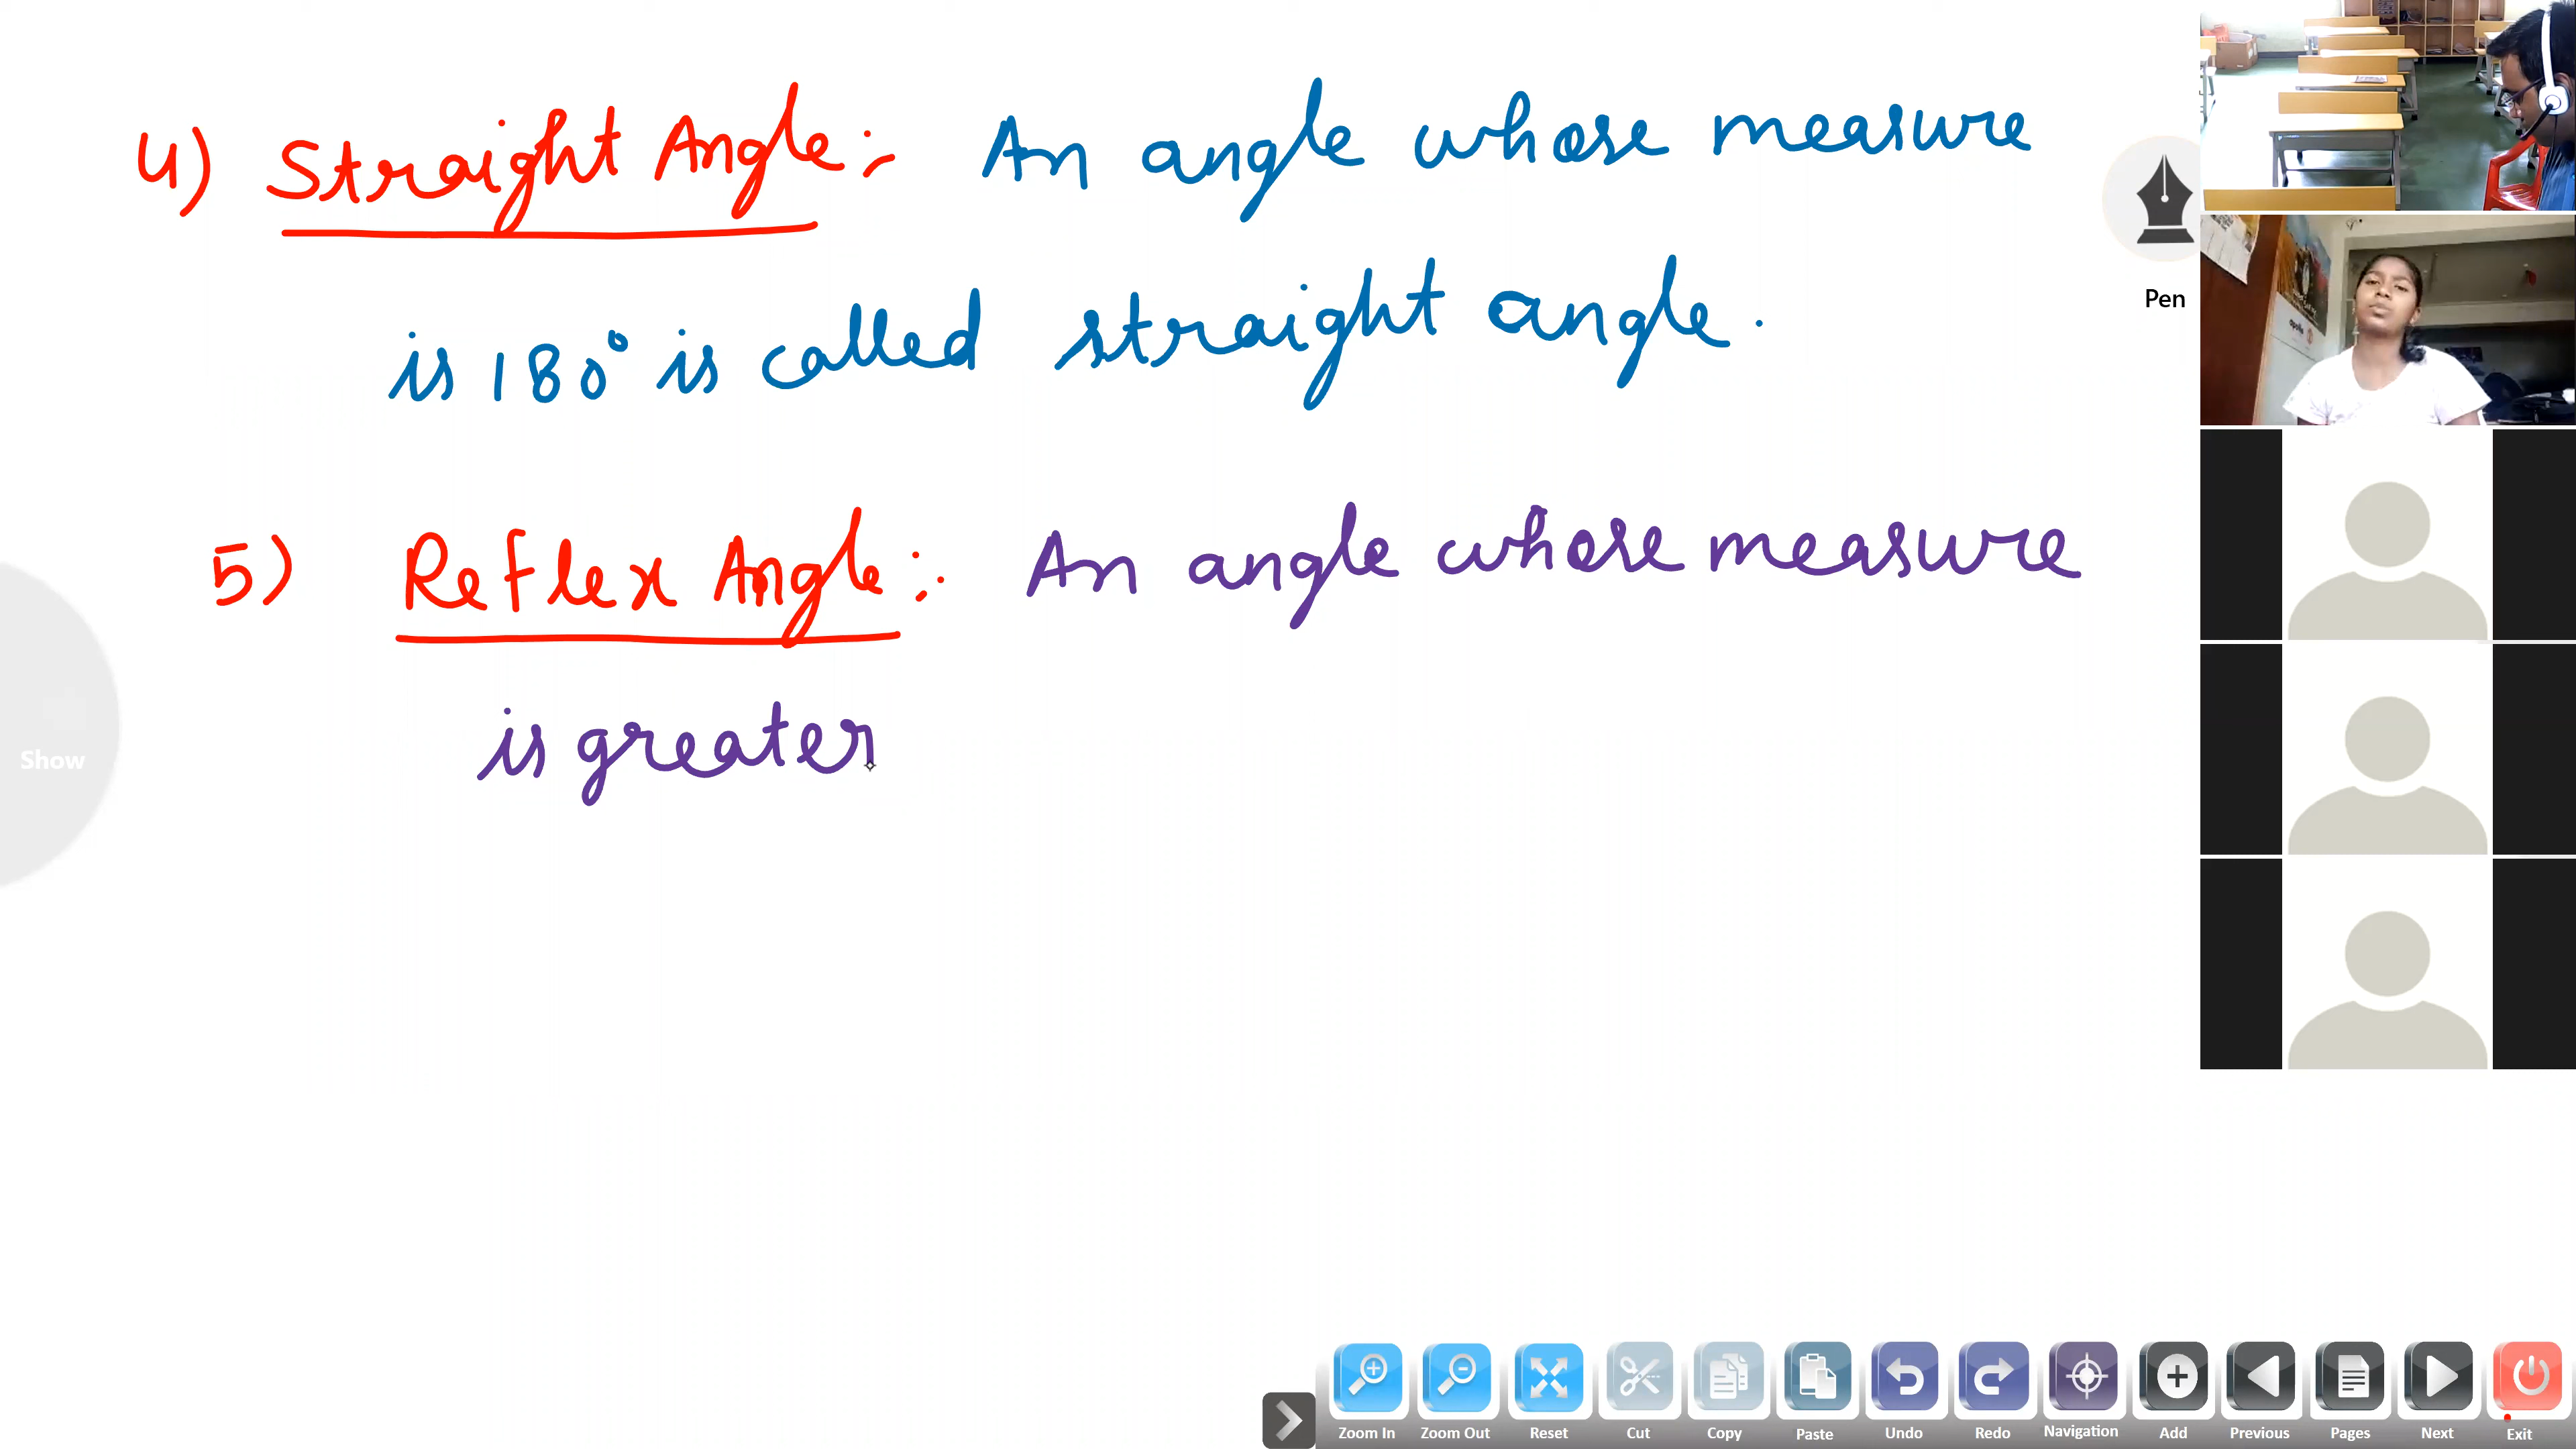 4) Straight Angle :- An angle whose measure
is 180° is called straight angle.
5) Reflex Angle :- An angle whose measure
is greater
Pen
Show
Zoom In Zoom Out Reset Cut Copy Paste Undo Redo Navigation Add Previous Pages Next Exit